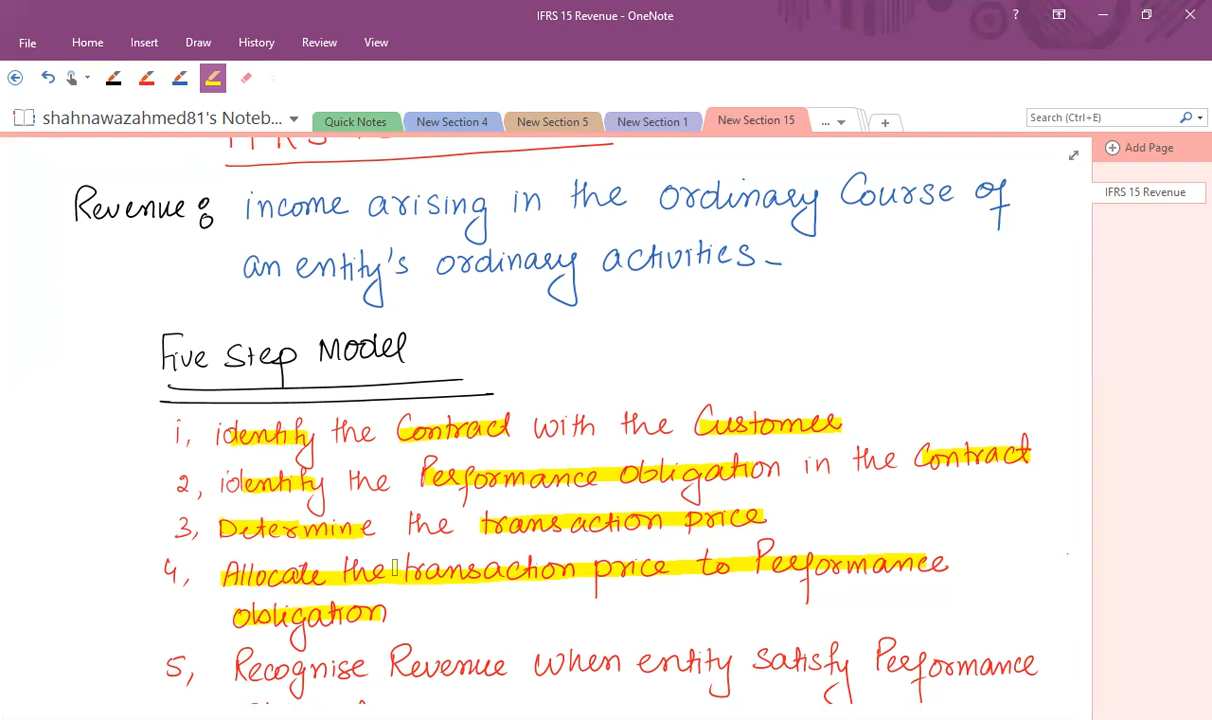 IFRS 15 Revenue - OneNote
?
File Home Insert Draw History Review View
shahnawazahmed81's Noteb... Quick Notes New Section 4 New Section 5 New Section 1 New Section 15 ... +
Search (Ctrl+E)
Add Page
IFRS 15 Revenue
IFRS
Revenue: income arising in the ordinary Course of
an entity's ordinary activities -
Five Step Model
1, identify the Contract with the Customer
2, identify the Performance obligation in the Contract
3, Determine the transaction price
4, Allocate the transaction price to Performance
obligation
5, Recognise Revenue when entity satisfy Performance